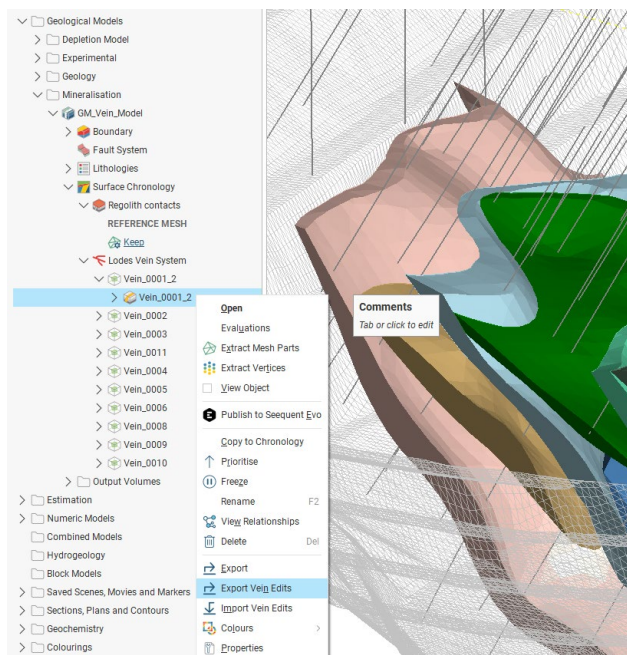 Geological Models
Depletion Model
Experimental
Geology
Mineralisation
GM_Vein_Model
Boundary
Fault System
Lithologies
Surface Chronology
Regolith contacts
REFERENCE MESH
Keep
Lodes Vein System
Vein_0001_2
Vein_0001_2
Vein_0002
Vein_0003
Vein_0011
Vein_0004
Vein_0005
Vein_0006
Vein_0008
Vein_0009
Vein_0010
Output Volumes
Estimation
Numeric Models
Combined Models
Hydrogeology
Block Models
Saved Scenes, Movies and Markers
Sections, Plans and Contours
Geochemistry
Colourings
Open
Evaluations
Extract Mesh Parts
Extract Vertices
View Object
Publish to Seequent Evo
Copy to Chronology
Prioritise
Freeze
Rename F2
View Relationships
Delete Del
Export
Export Vein Edits
Import Vein Edits
Colours
Properties
Comments
Tab or click to edit